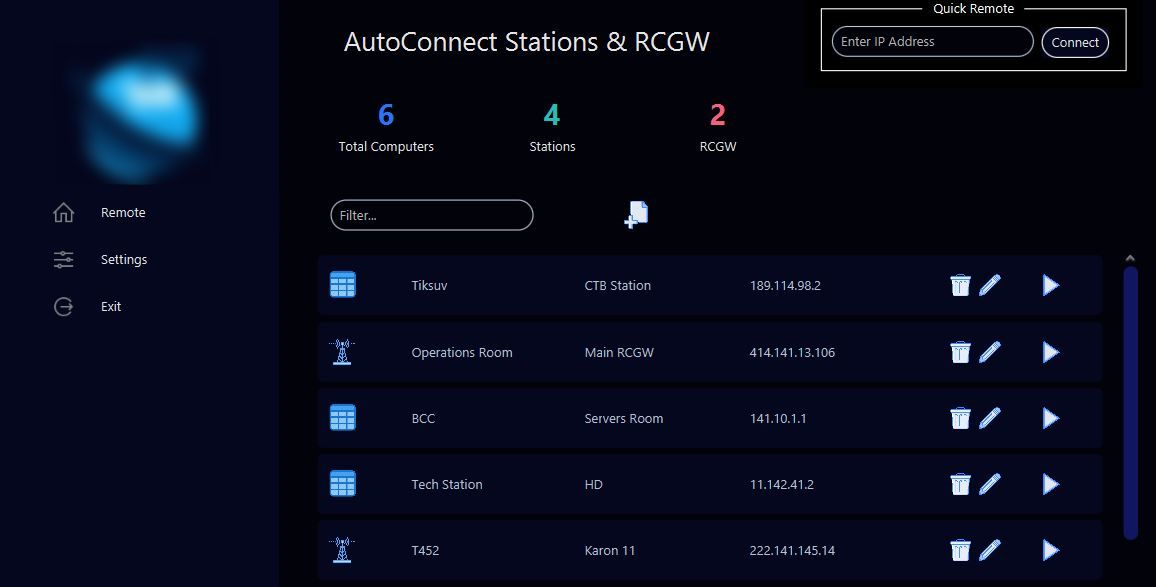 Quick Remote
AutoConnect Stations & RCGW
Enter IP Address
Connect
6
4
2
Total Computers
Stations
RCGW
Remote
Filter...
Settings
Tiksuv CTB Station 189.114.98.2
Exit
Operations Room Main RCGW 414.141.13.106
BCC Servers Room 141.10.1.1
Tech Station HD 11.142.41.2
T452 Karon 11 222.141.145.14